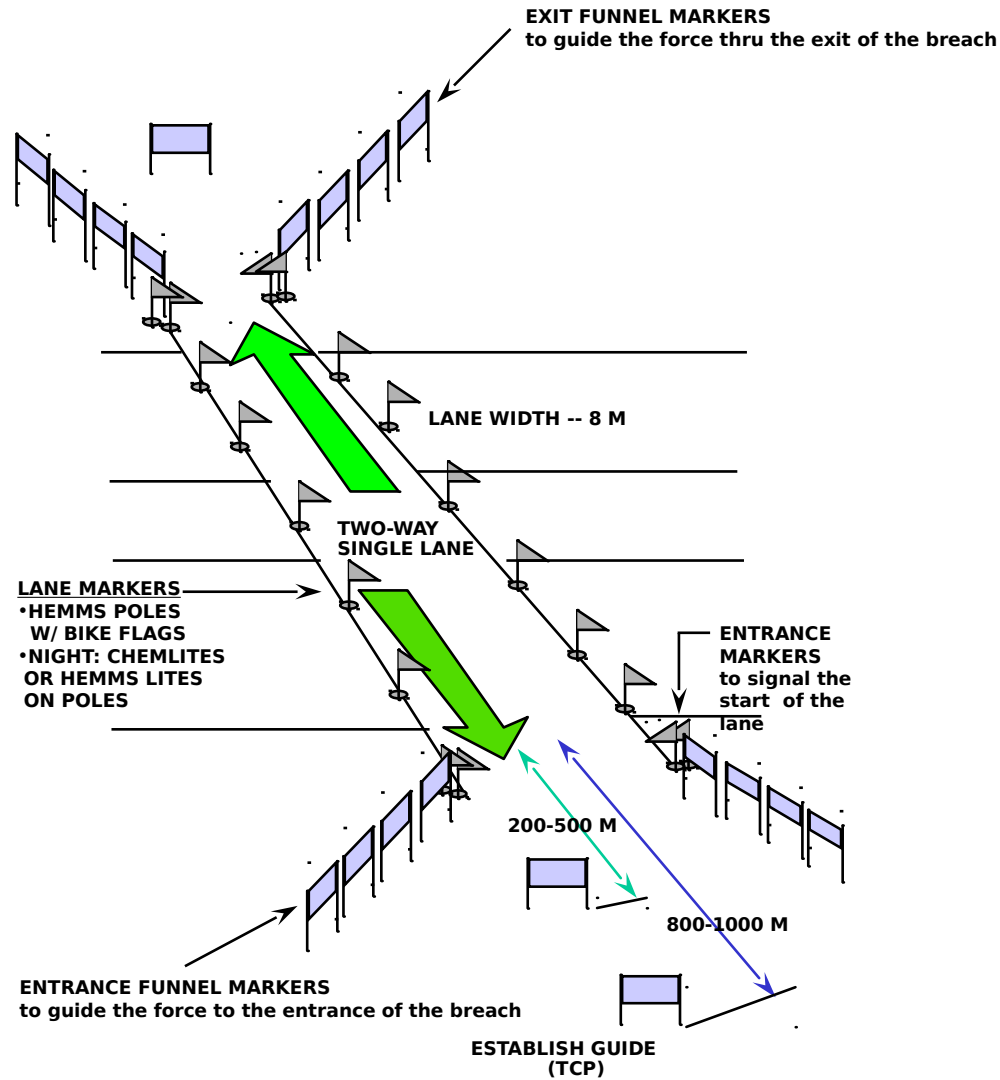 EXIT FUNNEL MARKERS
to guide the force thru the exit of the breach
LANE WIDTH -- 8 M
TWO-WAY
SINGLE LANE
LANE MARKERS
•HEMMS POLES
W/ BIKE FLAGS
•NIGHT: CHEMLITES
OR HEMMS LITES
ON POLES
ENTRANCE
MARKERS
to signal the
start  of the
lane
200-500 M
800-1000 M
ENTRANCE FUNNEL MARKERS
to guide the force to the entrance of the breach
ESTABLISH GUIDE
(TCP)